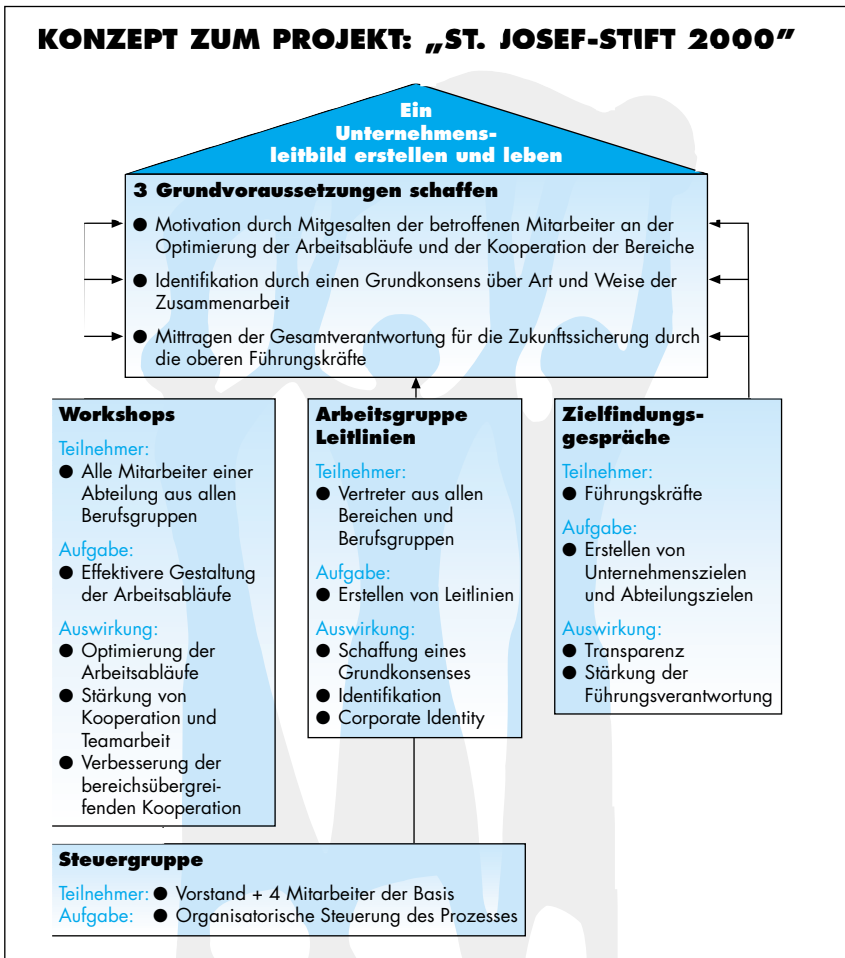 KONZEPT ZUM PROJEKT: „ST. JOSEF-STIFT 2000”
Ein
Unternehmens-
leitbild erstellen und leben
3 Grundvoraussetzungen schaffen
● Motivation durch Mitgesalten der betroffenen Mitarbeiter an der
Optimierung der Arbeitsabläufe und der Kooperation der Bereiche
● Identifikation durch einen Grundkonsens über Art und Weise der
Zusammenarbeit
● Mittragen der Gesamtverantwortung für die Zukunftssicherung durch
die oberen Führungskräfte
Workshops
Teilnehmer:
● Alle Mitarbeiter einer
Abteilung aus allen
Berufsgruppen
Aufgabe:
● Effektivere Gestaltung
der Arbeitsabläufe
Auswirkung:
● Optimierung der
Arbeitsabläufe
● Stärkung von
Kooperation und
Teamarbeit
● Verbesserung der
bereichsübergrei-
fenden Kooperation
Arbeitsgruppe
Leitlinien
Teilnehmer:
● Vertreter aus allen
Bereichen und
Berufsgruppen
Aufgabe:
● Erstellen von Leitlinien
Auswirkung:
● Schaffung eines
Grundkonsenses
● Identifikation
● Corporate Identity
Zielfindungs-
gespräche
Teilnehmer:
● Führungskräfte
Aufgabe:
● Erstellen von
Unternehmenszielen
und Abteilungszielen
Auswirkung:
● Transparenz
● Stärkung der
Führungsverantwortung
Steuergruppe
Teilnehmer: ● Vorstand + 4 Mitarbeiter der Basis
Aufgabe: ● Organisatorische Steuerung des Prozesses